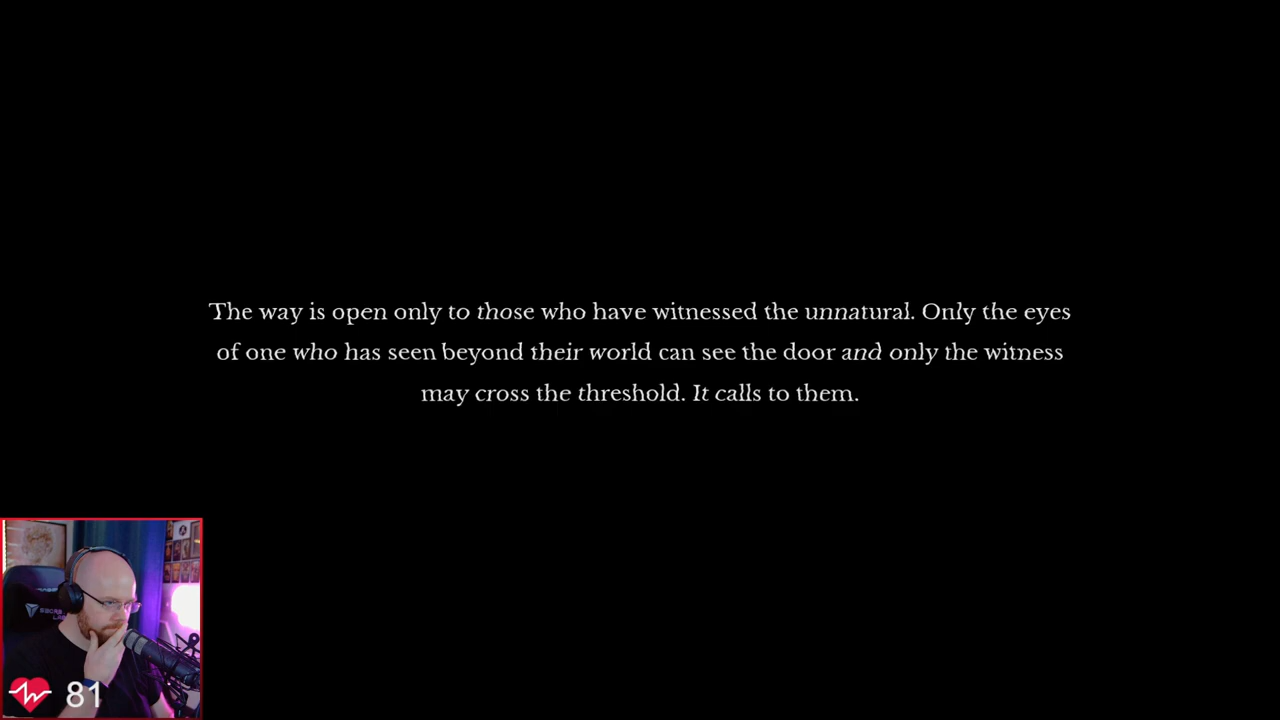 The way is open only to those who have witnessed the unnatural. Only the eyes
of one who has seen beyond their world can see the door and only the witness
may cross the threshold. It calls to them.
81